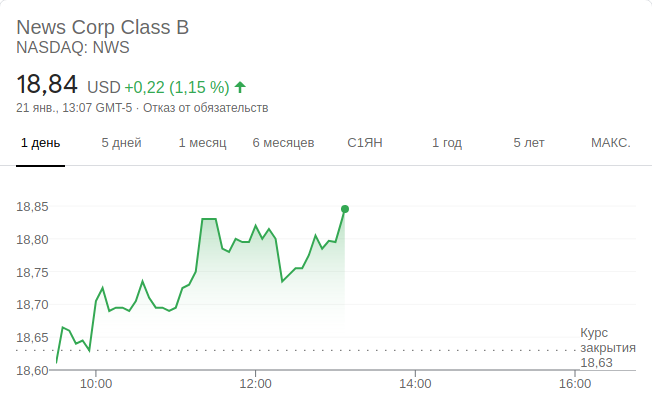 News Corp Class B
NASDAQ: NWS
18,84 USD +0,22 (1,15 %)
21 янв., 13:07 GMT-5 · Отказ от обязательств
1 день 5 дней 1 месяц 6 месяцев С1ЯН 1 год 5 лет МАКС.
18,85
18,80
18,75
18,70
18,65
18,60
Курс
закрытия
18,63
10:00 12:00 14:00 16:00